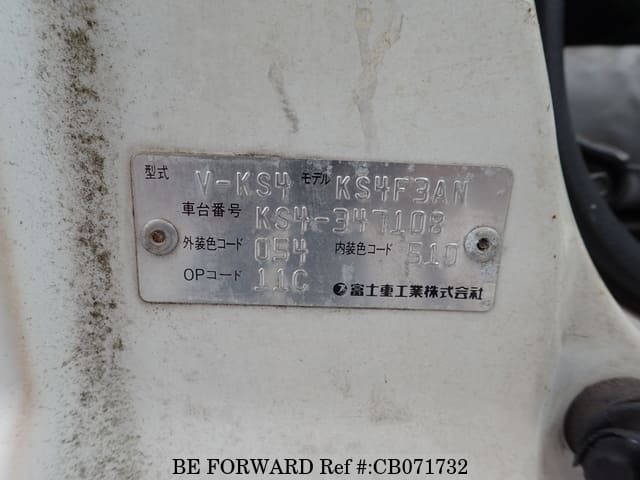 型式 V-KS4 モデル KS4F3AN
車台番号 KS4-347108
外装色コード 054 内装色コード 510
OPコード 11C 富士重工業株式会社
BE FORWARD Ref #:CB071732